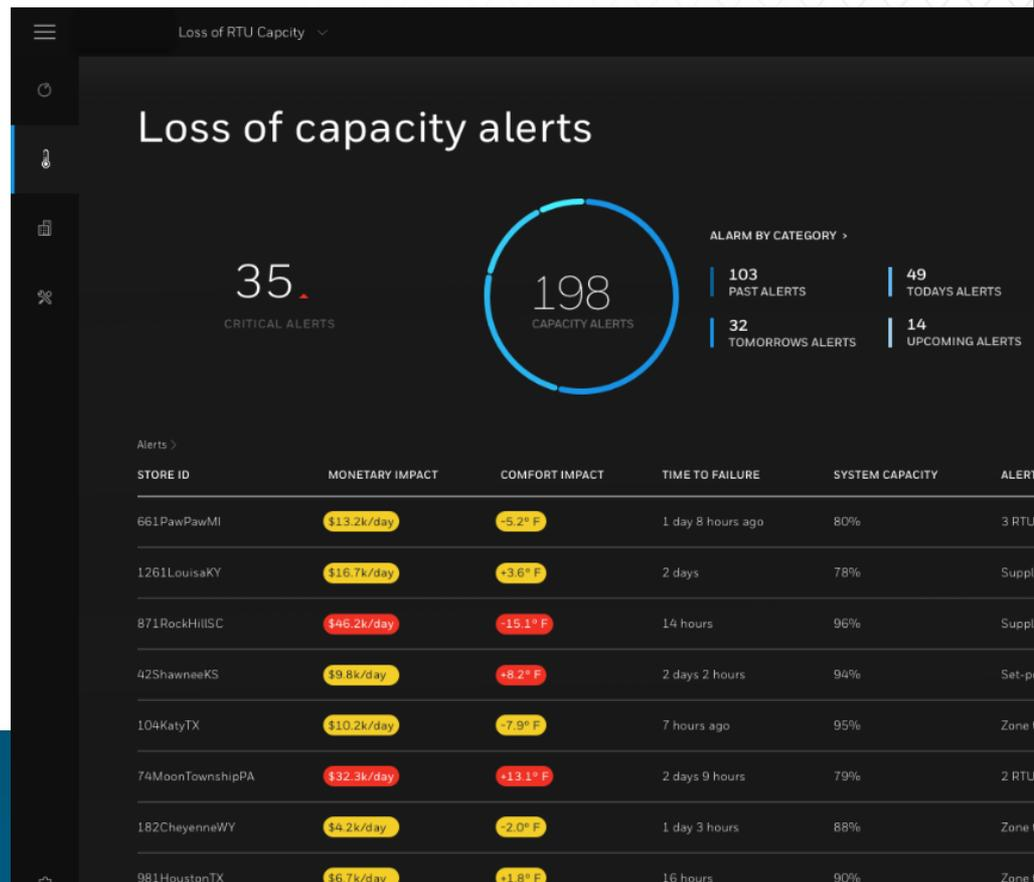 Loss of RTU Capcity
Loss of capacity alerts
35
CRITICAL ALERTS
198
CAPACITY ALERTS
ALARM BY CATEGORY >
103
PAST ALERTS
49
TODAYS ALERTS
32
TOMORROWS ALERTS
14
UPCOMING ALERTS
Alerts >
STORE ID MONETARY IMPACT COMFORT IMPACT TIME TO FAILURE SYSTEM CAPACITY ALERT
661PawPawMI $13.2k/day -5.2° F 1 day 8 hours ago 80% 3 RTU
1261LouisaKY $16.7k/day +3.6° F 2 days 78% Suppl
871RockHillSC $46.2k/day -15.1° F 14 hours 96% Suppl
42ShawneeKS $9.8k/day +8.2° F 2 days 2 hours 94% Set-p
104KatyTX $10.2k/day -7.9° F 7 hours ago 95% Zone
74MoonTownshipPA $32.3k/day +13.1° F 2 days 9 hours 79% 2 RTU
182CheyenneWY $4.2k/day -2.0° F 1 day 3 hours 88% Zone
981HoustonTX $6.7k/day +1.8° F 16 hours 90% Zone